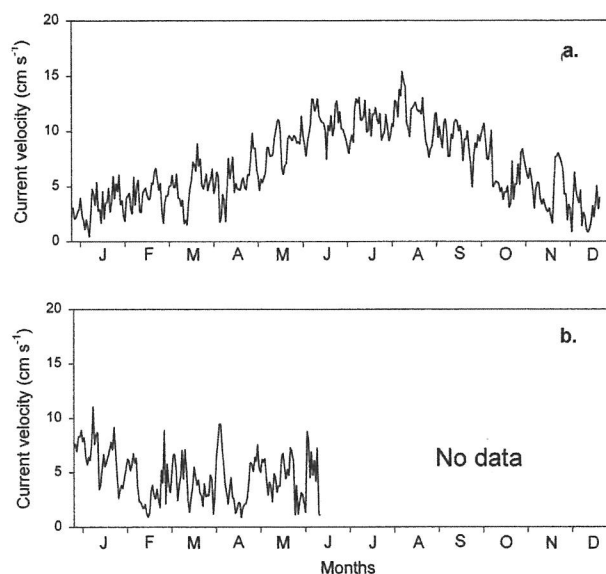 20
a.
15
10
5
0
Current velocity (cm s⁻¹)
J F M A M J J A S O N D
20
b.
15
10
5
0
Current velocity (cm s⁻¹)
No data
J F M A M J J A S O N D
Months